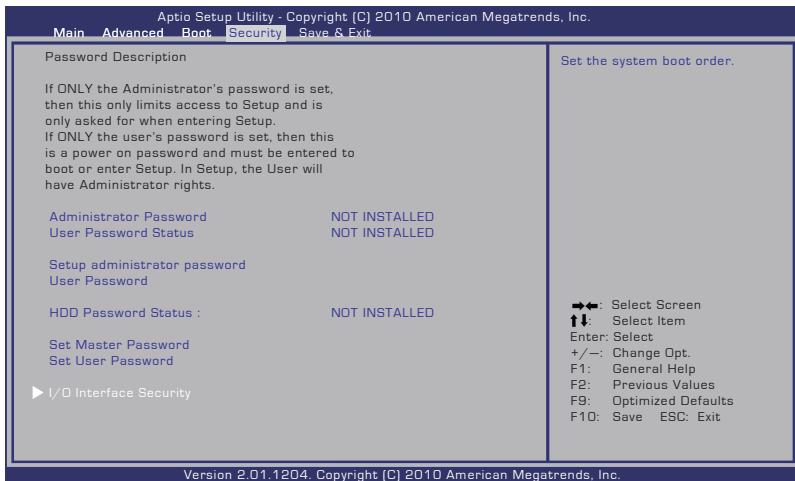 Aptio Setup Utility - Copyright (C) 2010 American Megatrends, Inc.
Main Advanced Boot Security Save & Exit
Password Description
If ONLY the Administrator's password is set,
then this only limits access to Setup and is
only asked for when entering Setup.
If ONLY the user's password is set, then this
is a power on password and must be entered to
boot or enter Setup. In Setup, the User will
have Administrator rights.
Administrator Password NOT INSTALLED
User Password Status NOT INSTALLED
Setup administrator password
User Password
HDD Password Status : NOT INSTALLED
Set Master Password
Set User Password
▶ I/O Interface Security
Set the system boot order.
→←: Select Screen
↑↓: Select Item
Enter: Select
+/−: Change Opt.
F1: General Help
F2: Previous Values
F9: Optimized Defaults
F10: Save ESC: Exit
Version 2.01.1204. Copyright (C) 2010 American Megatrends, Inc.